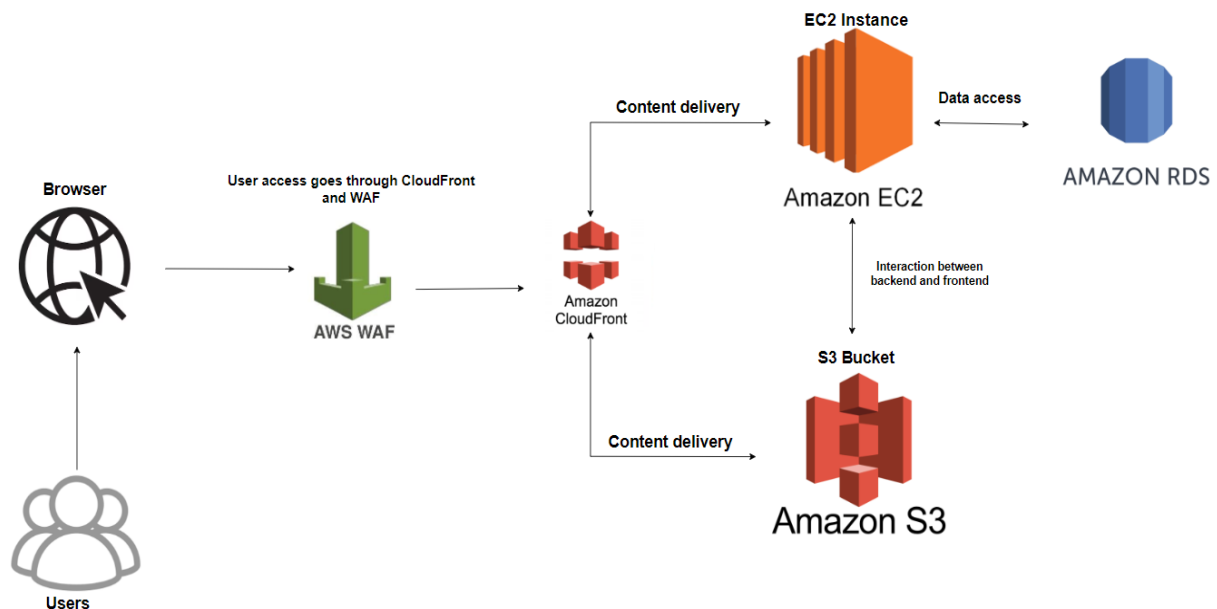 EC2 Instance
Content delivery
Data access
Amazon EC2
AMAZON RDS
Browser
User access goes through CloudFront
and WAF
AWS WAF
Amazon
CloudFront
Interaction between
backend and frontend
S3 Bucket
Content delivery
Amazon S3
Users